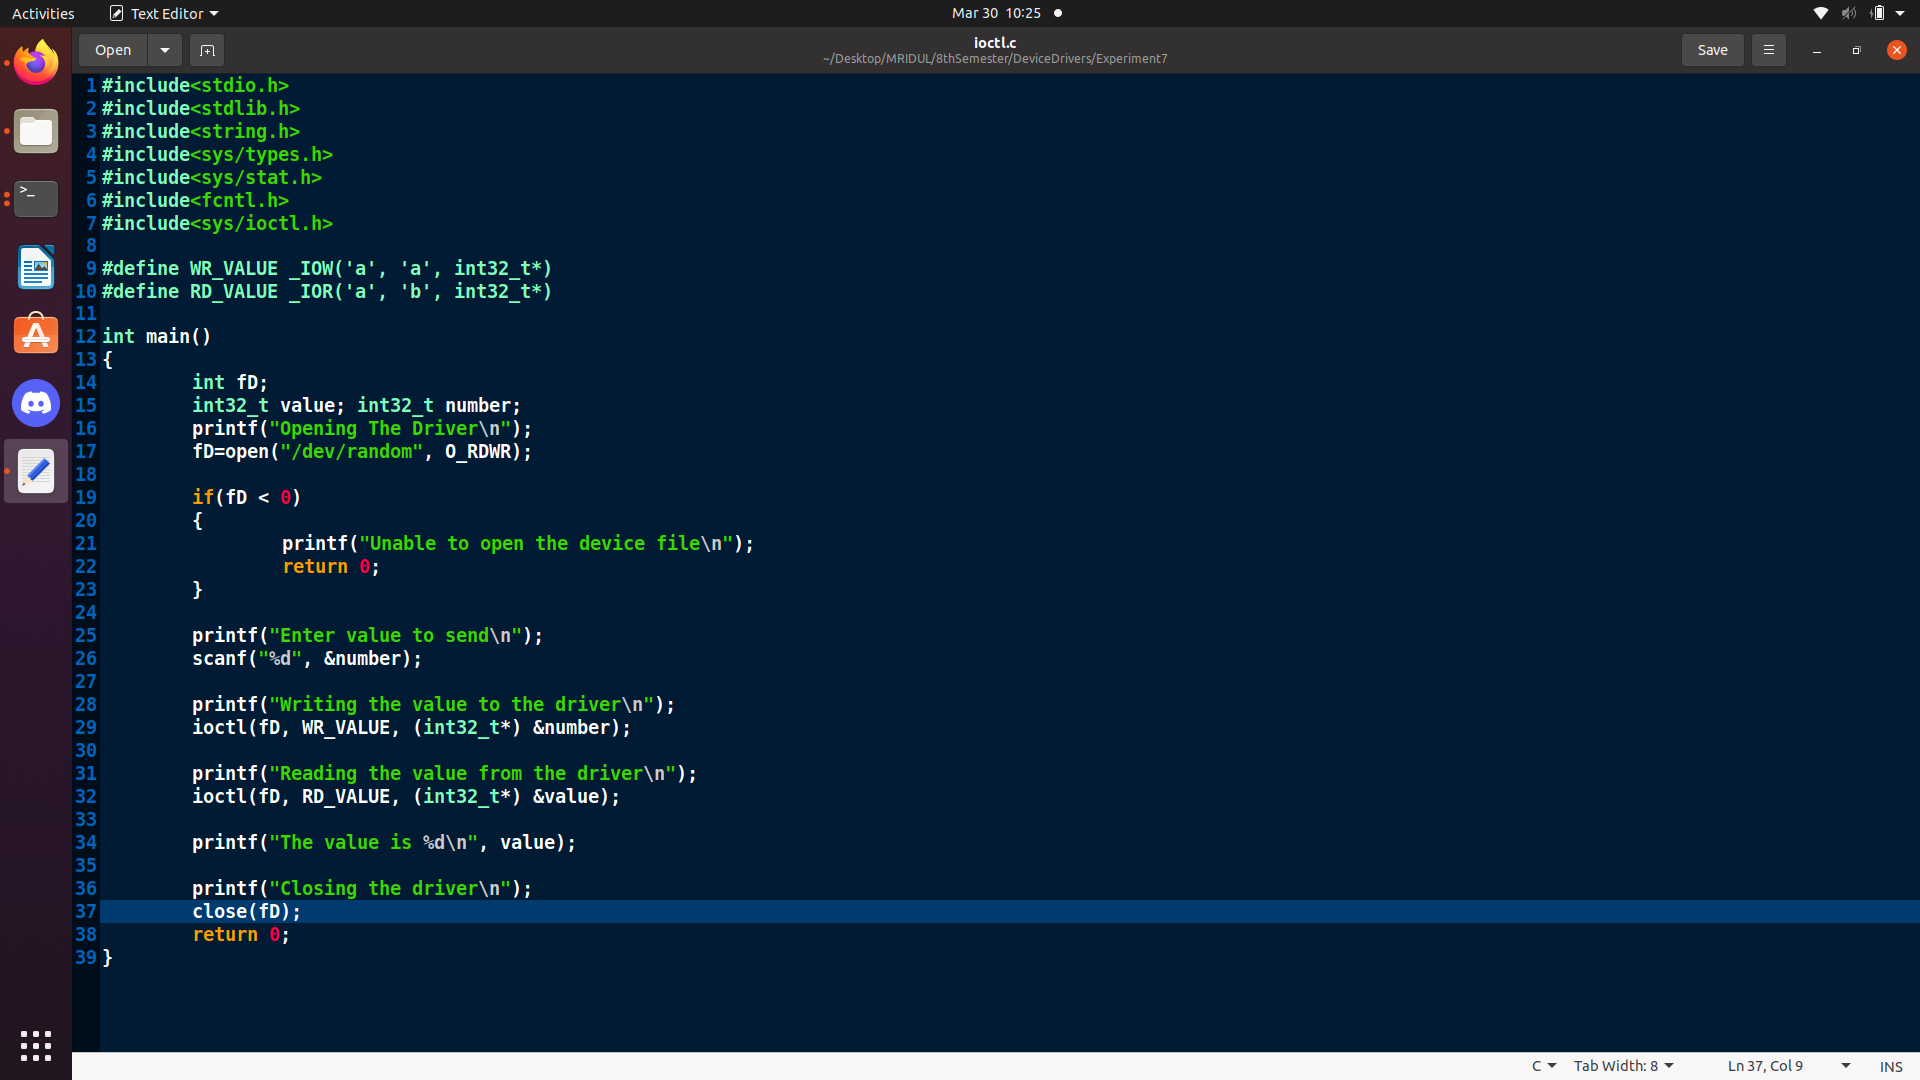 Activities Text Editor Mar 30 10:25
Open ioctl.c Save
~/Desktop/MRIDUL/8thSemester/DeviceDrivers/Experiment7
1 #include<stdio.h>
2 #include<stdlib.h>
3 #include<string.h>
4 #include<sys/types.h>
5 #include<sys/stat.h>
6 #include<fcntl.h>
7 #include<sys/ioctl.h>
8
9 #define WR_VALUE _IOW('a', 'a', int32_t*)
10 #define RD_VALUE _IOR('a', 'b', int32_t*)
11
12 int main()
13 {
14 int fD;
15 int32_t value; int32_t number;
16 printf("Opening The Driver\n");
17 fD=open("/dev/random", O_RDWR);
18
19 if(fD < 0)
20 {
21 printf("Unable to open the device file\n");
22 return 0;
23 }
24
25 printf("Enter value to send\n");
26 scanf("%d", &number);
27
28 printf("Writing the value to the driver\n");
29 ioctl(fD, WR_VALUE, (int32_t*) &number);
30
31 printf("Reading the value from the driver\n");
32 ioctl(fD, RD_VALUE, (int32_t*) &value);
33
34 printf("The value is %d\n", value);
35
36 printf("Closing the driver\n");
37 close(fD);
38 return 0;
39 }
C Tab Width: 8 Ln 37, Col 9 INS